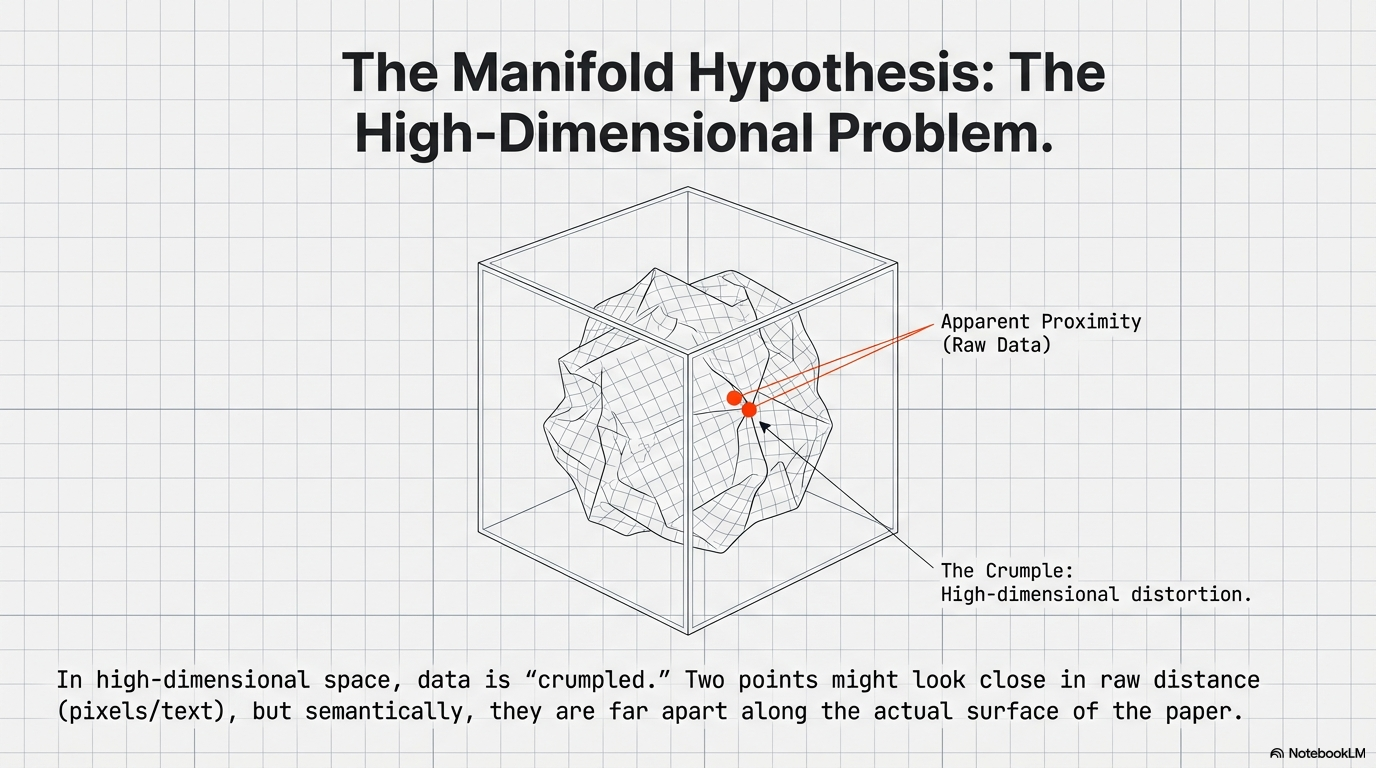 The Manifold Hypothesis: The
High-Dimensional Problem.
Apparent Proximity
(Raw Data)
The Crumple:
High-dimensional distortion.
In high-dimensional space, data is “crumpled.” Two points might look close in raw distance
(pixels/text), but semantically, they are far apart along the actual surface of the paper.
NotebookLM